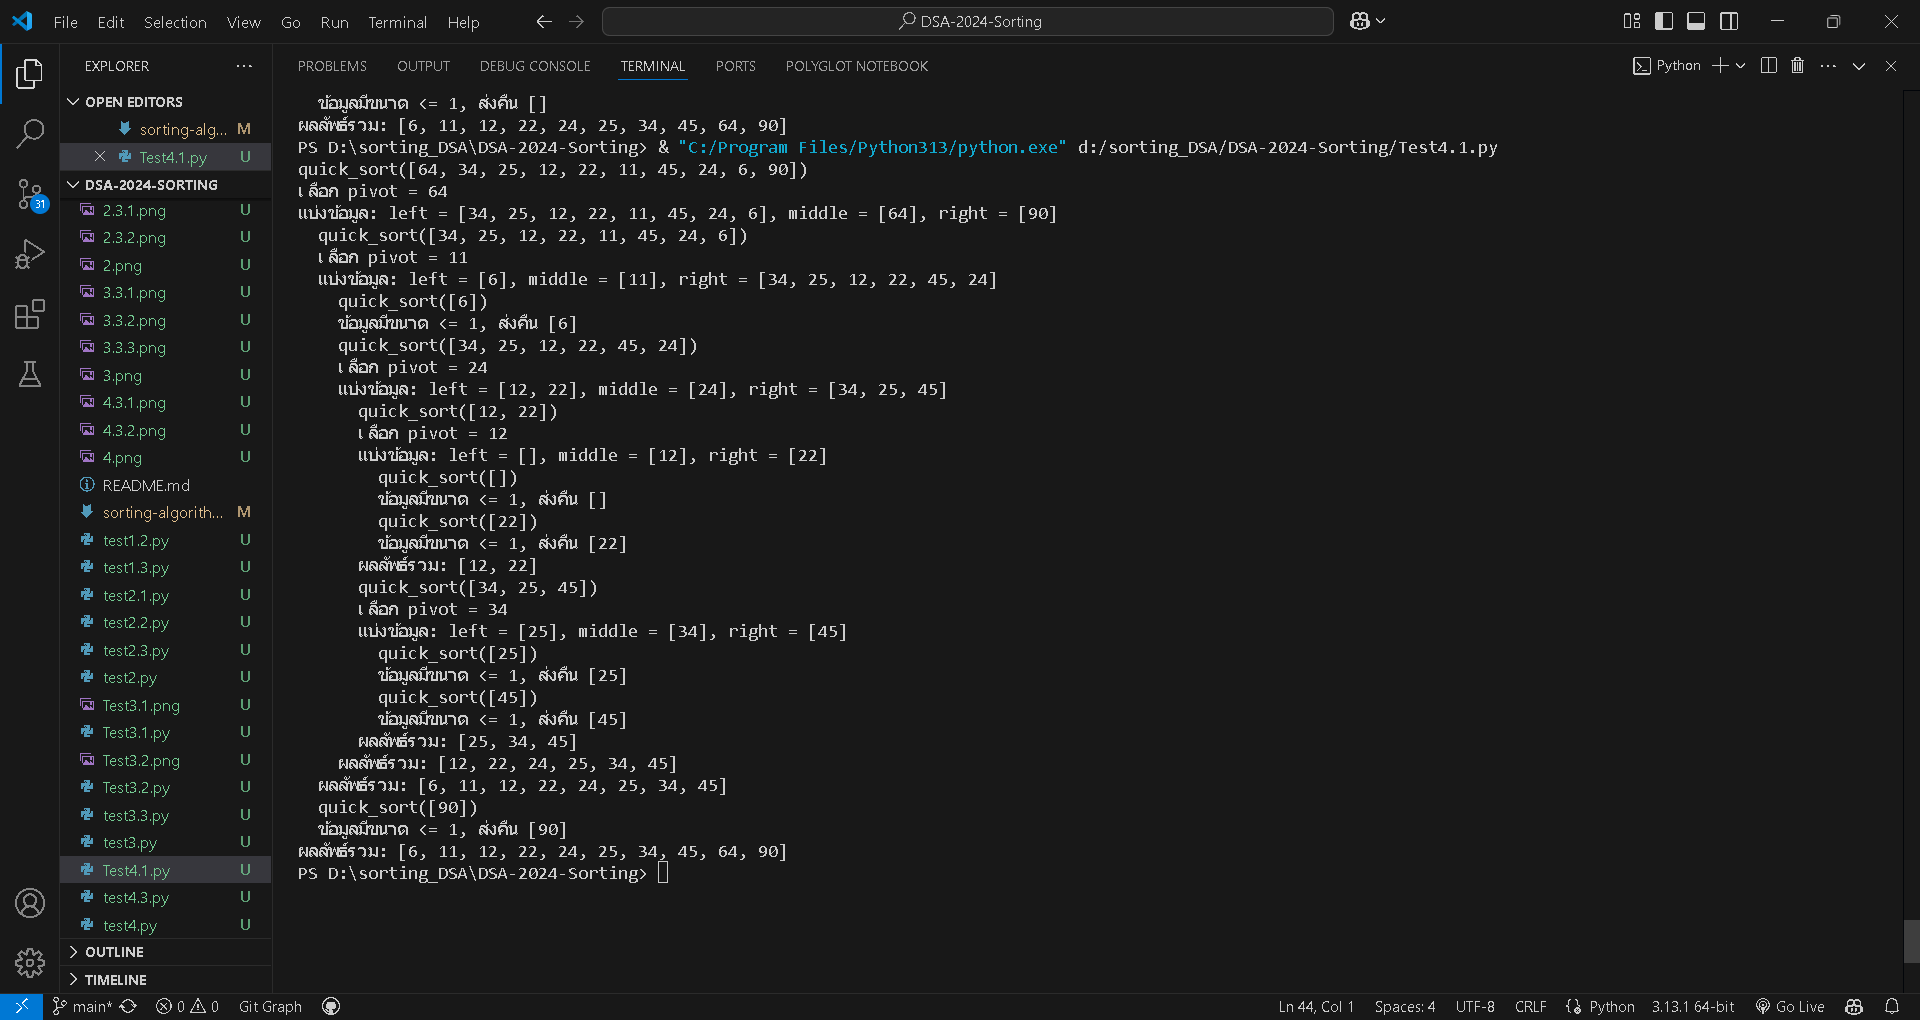 File Edit Selection View Go Run Terminal Help
DSA-2024-Sorting
EXPLORER
OPEN EDITORS
sorting-alg... M
Test4.1.py U
DSA-2024-SORTING
2.3.1.png U
2.3.2.png U
2.png U
3.3.1.png U
3.3.2.png U
3.3.3.png U
3.png U
4.3.1.png U
4.3.2.png U
4.png U
README.md
sorting-algorith... M
test1.2.py U
test1.3.py U
test2.1.py U
test2.2.py U
test2.3.py U
test2.py U
Test3.1.png U
Test3.1.py U
Test3.2.png U
Test3.2.py U
test3.3.py U
test3.py U
Test4.1.py U
test4.3.py U
test4.py U
OUTLINE
TIMELINE
31
PROBLEMS OUTPUT DEBUG CONSOLE TERMINAL PORTS POLYGLOT NOTEBOOK
Python
ข้อมูลมีขนาด <= 1, ส่งคืน []
ผลลัพธ์รวม: [6, 11, 12, 22, 24, 25, 34, 45, 64, 90]
PS D:\sorting_DSA\DSA-2024-Sorting> & "C:/Program Files/Python313/python.exe" d:/sorting_DSA/DSA-2024-Sorting/Test4.1.py
quick_sort([64, 34, 25, 12, 22, 11, 45, 24, 6, 90])
เลือก pivot = 64
แบ่งข้อมูล: left = [34, 25, 12, 22, 11, 45, 24, 6], middle = [64], right = [90]
quick_sort([34, 25, 12, 22, 11, 45, 24, 6])
เลือก pivot = 11
แบ่งข้อมูล: left = [6], middle = [11], right = [34, 25, 12, 22, 45, 24]
quick_sort([6])
ข้อมูลมีขนาด <= 1, ส่งคืน [6]
quick_sort([34, 25, 12, 22, 45, 24])
เลือก pivot = 24
แบ่งข้อมูล: left = [12, 22], middle = [24], right = [34, 25, 45]
quick_sort([12, 22])
เลือก pivot = 12
แบ่งข้อมูล: left = [], middle = [12], right = [22]
quick_sort([])
ข้อมูลมีขนาด <= 1, ส่งคืน []
quick_sort([22])
ข้อมูลมีขนาด <= 1, ส่งคืน [22]
ผลลัพธ์รวม: [12, 22]
quick_sort([34, 25, 45])
เลือก pivot = 34
แบ่งข้อมูล: left = [25], middle = [34], right = [45]
quick_sort([25])
ข้อมูลมีขนาด <= 1, ส่งคืน [25]
quick_sort([45])
ข้อมูลมีขนาด <= 1, ส่งคืน [45]
ผลลัพธ์รวม: [25, 34, 45]
ผลลัพธ์รวม: [12, 22, 24, 25, 34, 45]
ผลลัพธ์รวม: [6, 11, 12, 22, 24, 25, 34, 45]
quick_sort([90])
ข้อมูลมีขนาด <= 1, ส่งคืน [90]
ผลลัพธ์รวม: [6, 11, 12, 22, 24, 25, 34, 45, 64, 90]
PS D:\sorting_DSA\DSA-2024-Sorting>
main* 0 0 Git Graph Ln 44, Col 1 Spaces: 4 UTF-8 CRLF Python 3.13.1 64-bit Go Live